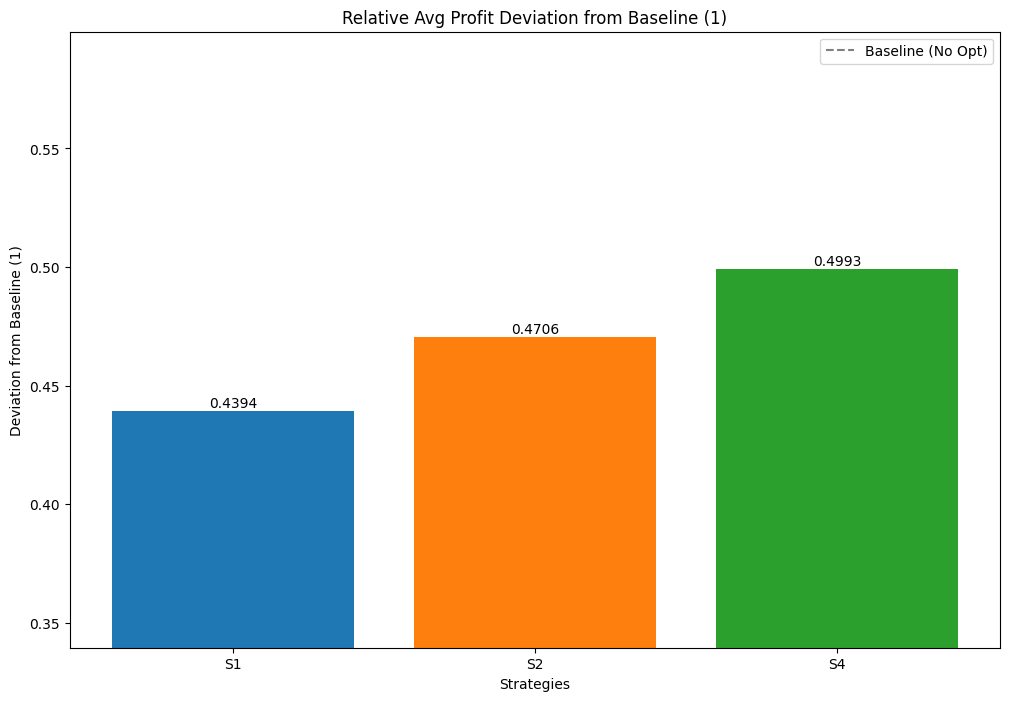 Relative Avg Profit Deviation from Baseline (1)
Baseline (No Opt)
Deviation from Baseline (1)
0.55
0.50
0.45
0.40
0.35
0.4394
0.4706
0.4993
S1
S2
S4
Strategies